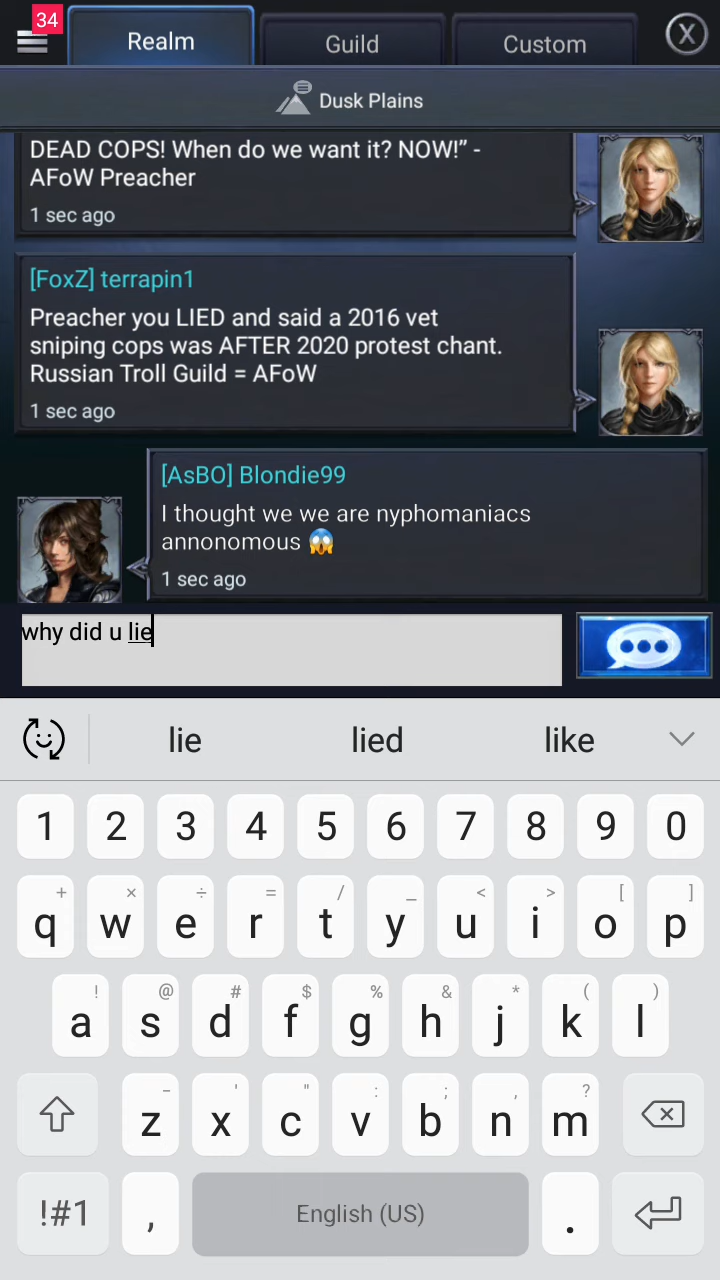 34
Realm
Guild
Custom
X
Dusk Plains
DEAD COPS! When do we want it? NOW!” -
AFoW Preacher
1 sec ago
[FoxZ] terrapin1
Preacher you LIED and said a 2016 vet
sniping cops was AFTER 2020 protest chant.
Russian Troll Guild = AFoW
1 sec ago
[AsBO] Blondie99
I thought we we are nyphomaniacs
annonomous 😱
1 sec ago
why did u lie
lie lied like
1 2 3 4 5 6 7 8 9 0
+ × ÷ = / _ < > [ ]
q w e r t y u i o p
! @ # $ % & * ( )
a s d f g h j k l
- ' " : ; , ?
z x c v b n m
!#1 , English (US) .